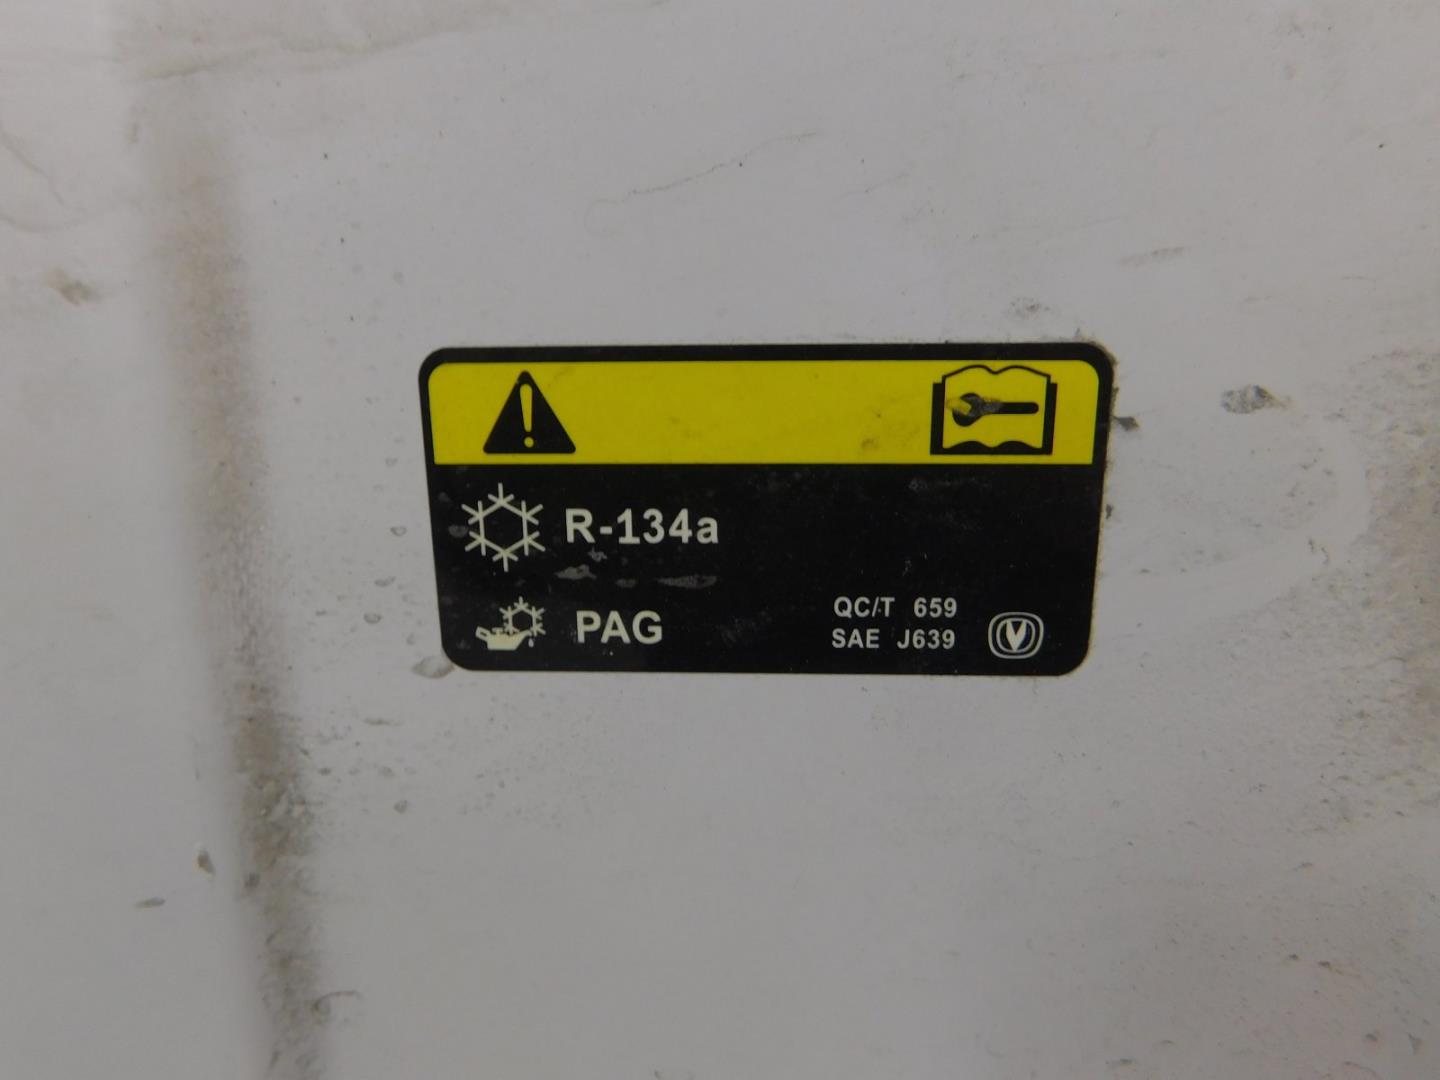 R-134a
PAG
QC/T 659
SAE J639